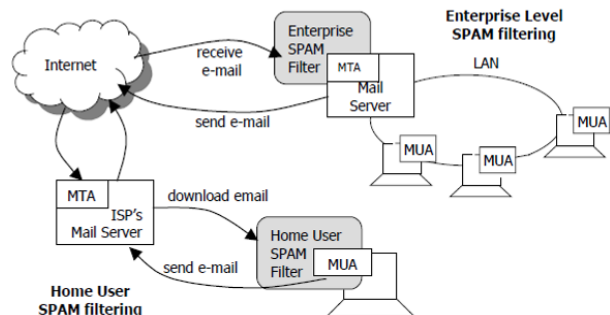 Internet
receive
e-mail
Enterprise
SPAM
Filter
MTA
Mail
Server
Enterprise Level
SPAM filtering
LAN
send e-mail
MUA
MUA
MUA
MTA
ISP's
Mail Server
download email
Home User
SPAM
Filter
MUA
send e-mail
Home User
SPAM filtering